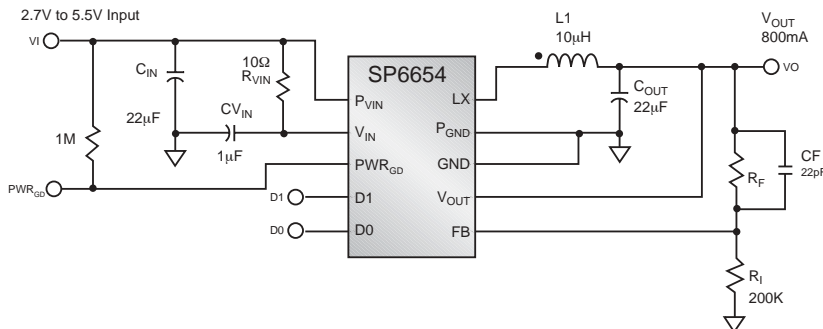 2.7V to 5.5V Input
VI
CIN
22μF
10Ω
RVIN
CVIN
1μF
1M
PWRGD
D1
D0
SP6654
PVIN
VIN
PWRGD
D1
D0
LX
PGND
GND
VOUT
FB
L1
10μH
COUT
22μF
VOUT
800mA
VO
RF
CF
22pF
RI
200K